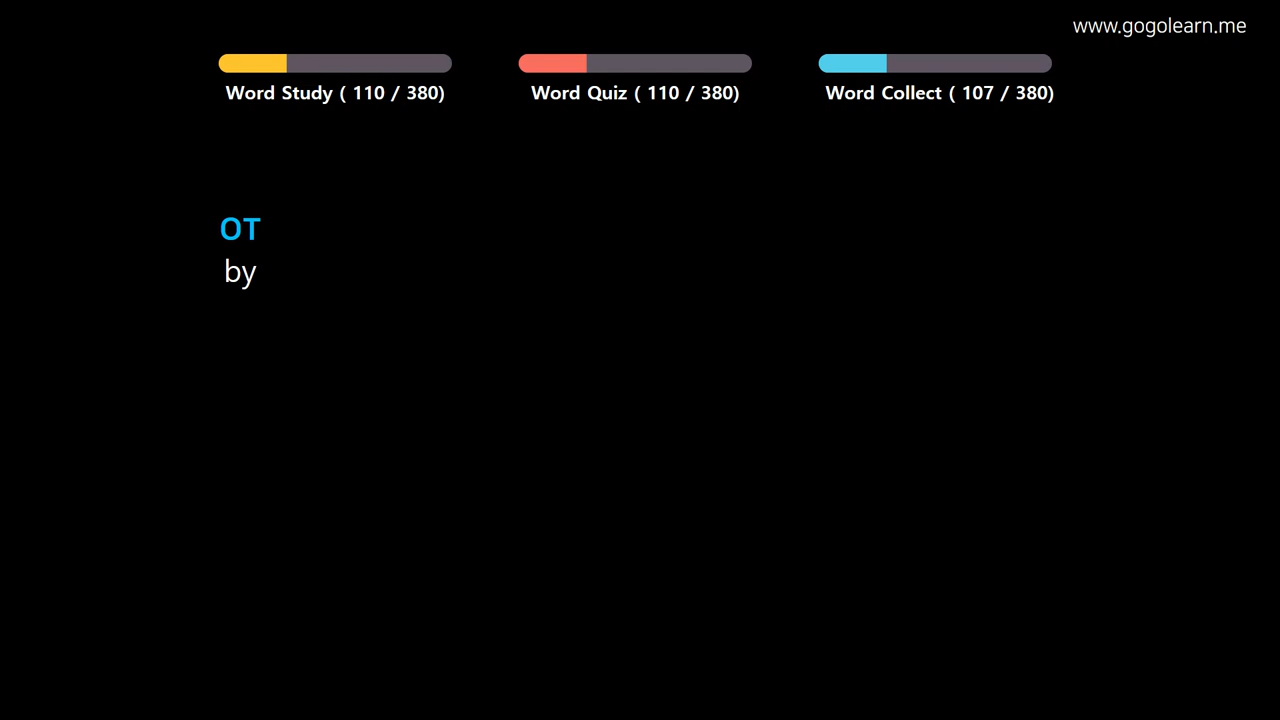 www.gogolearn.me
Word Study ( 110 / 380)
Word Quiz ( 110 / 380)
Word Collect ( 107 / 380)
OT
by